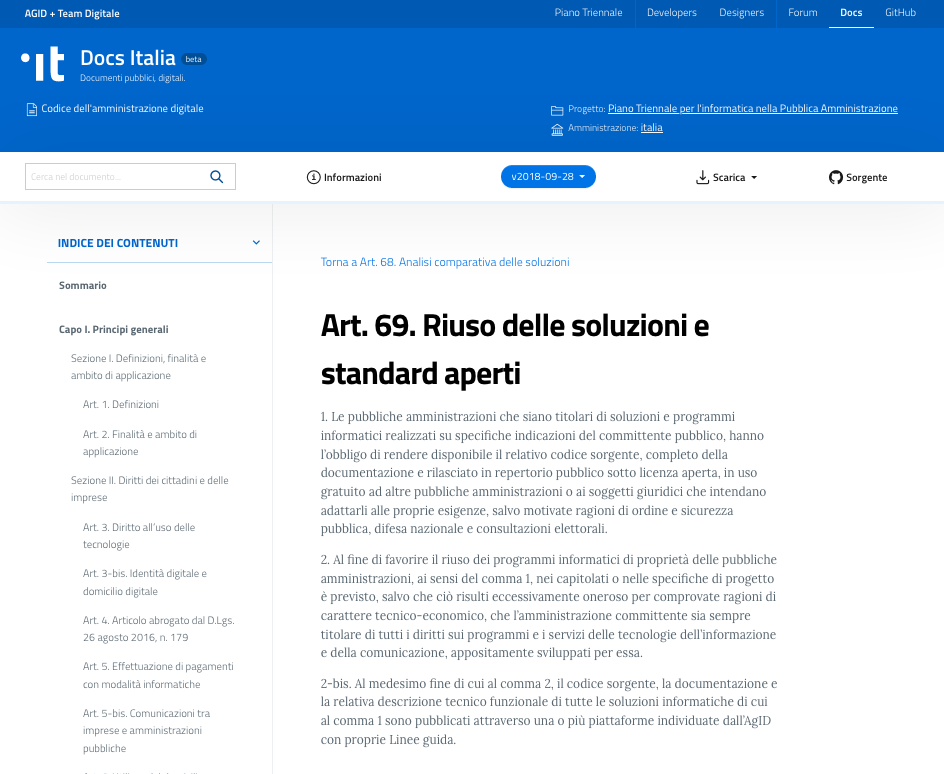 AGID + Team Digitale
Piano Triennale
Developers
Designers
Forum
Docs
GitHub
Docs Italia beta
Documenti pubblici, digitali.
Codice dell'amministrazione digitale
Progetto: Piano Triennale per l'informatica nella Pubblica Amministrazione
Amministrazione: italia
Cerca nel documento...
Informazioni
v2018-09-28
Scarica
Sorgente
INDICE DEI CONTENUTI
Sommario
Capo I. Principi generali
Sezione I. Definizioni, finalità e
ambito di applicazione
Art. 1. Definizioni
Art. 2. Finalità e ambito di
applicazione
Sezione II. Diritti dei cittadini e delle
imprese
Art. 3. Diritto all'uso delle
tecnologie
Art. 3-bis. Identità digitale e
domicilio digitale
Art. 4. Articolo abrogato dal D.Lgs.
26 agosto 2016, n. 179
Art. 5. Effettuazione di pagamenti
con modalità informatiche
Art. 5-bis. Comunicazioni tra
imprese e amministrazioni
pubbliche
Torna a Art. 68. Analisi comparativa delle soluzioni
Art. 69. Riuso delle soluzioni e
standard aperti
1. Le pubbliche amministrazioni che siano titolari di soluzioni e programmi
informatici realizzati su specifiche indicazioni del committente pubblico, hanno
l'obbligo di rendere disponibile il relativo codice sorgente, completo della
documentazione e rilasciato in repertorio pubblico sotto licenza aperta, in uso
gratuito ad altre pubbliche amministrazioni o ai soggetti giuridici che intendano
adattarli alle proprie esigenze, salvo motivate ragioni di ordine e sicurezza
pubblica, difesa nazionale e consultazioni elettorali.
2. Al fine di favorire il riuso dei programmi informatici di proprietà delle pubbliche
amministrazioni, ai sensi del comma 1, nei capitolati o nelle specifiche di progetto
è previsto, salvo che ciò risulti eccessivamente oneroso per comprovate ragioni di
carattere tecnico-economico, che l'amministrazione committente sia sempre
titolare di tutti i diritti sui programmi e i servizi delle tecnologie dell'informazione
e della comunicazione, appositamente sviluppati per essa.
2-bis. Al medesimo fine di cui al comma 2, il codice sorgente, la documentazione e
la relativa descrizione tecnico funzionale di tutte le soluzioni informatiche di cui
al comma 1 sono pubblicati attraverso una o più piattaforme individuate dall'AgID
con proprie Linee guida.